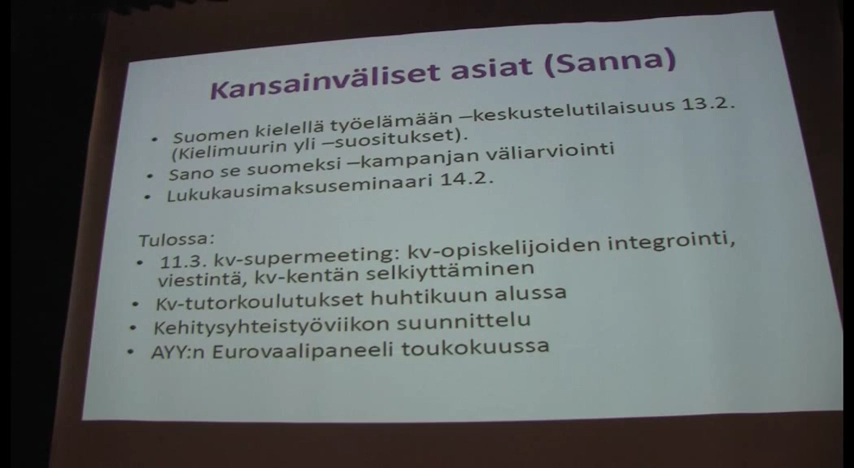 Kansainväliset asiat (Sanna)
• Suomen kielellä työelämään –keskustelutilaisuus 13.2.
(Kielimuurin yli –suositukset).
• Sano se suomeksi –kampanjan väliarviointi
• Lukukausimaksuseminaari 14.2.
Tulossa:
• 11.3. kv-supermeeting: kv-opiskelijoiden integrointi,
viestintä, kv-kentän selkiyttäminen
• Kv-tutorkoulutukset huhtikuun alussa
• Kehitysyhteistyöviikon suunnittelu
• AYY:n Eurovaalipaneeli toukokuussa